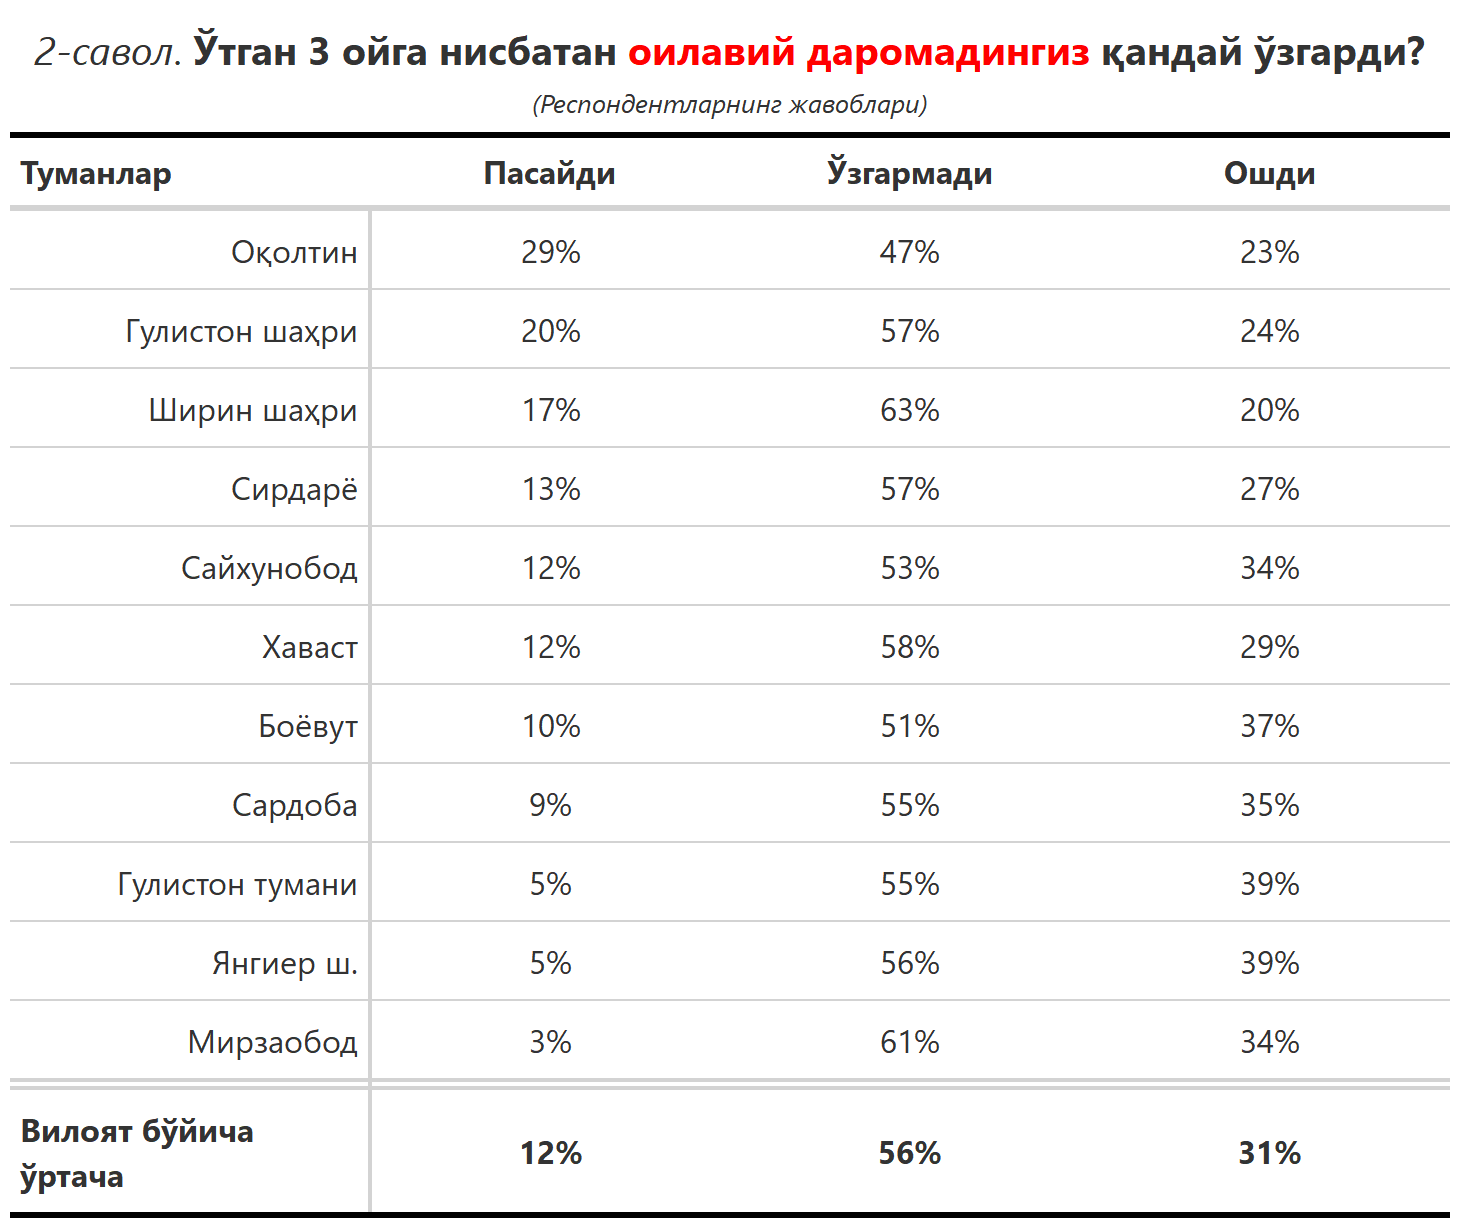 2-савол. Ўтган 3 ойга нисбатан оилавий даромадингиз қандай ўзгарди?
(Респондентларнинг жавоблари)
Туманлар Пасайди Ўзгармади Ошди
Оқолтин 29% 47% 23%
Гулистон шаҳри 20% 57% 24%
Ширин шаҳри 17% 63% 20%
Сирдарё 13% 57% 27%
Сайхунобод 12% 53% 34%
Хаваст 12% 58% 29%
Боёвут 10% 51% 37%
Сардоба 9% 55% 35%
Гулистон тумани 5% 55% 39%
Янгиер ш. 5% 56% 39%
Мирзаобод 3% 61% 34%
Вилоят бўйича
ўртача 12% 56% 31%